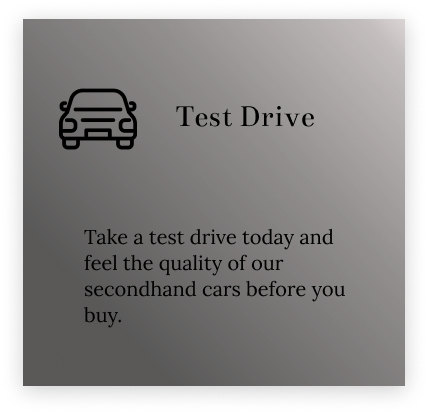 Test Drive
Take a test drive today and
feel the quality of our
secondhand cars before you
buy.